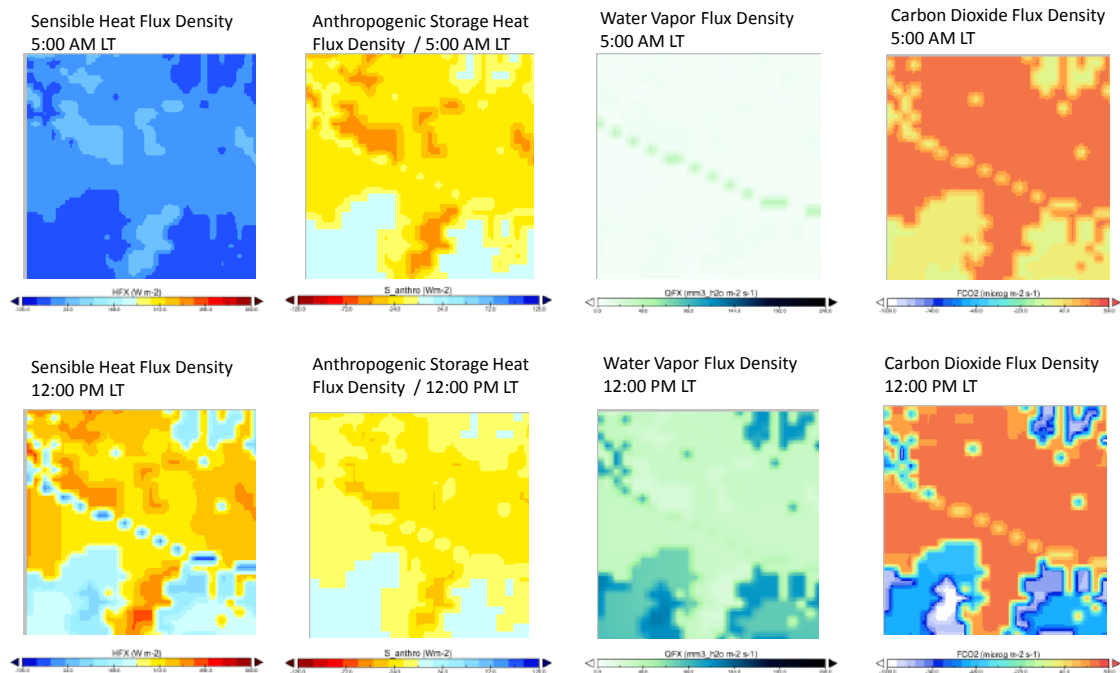 Sensible Heat Flux Density
5:00 AM LT
Anthropogenic Storage Heat
Flux Density / 5:00 AM LT
Water Vapor Flux Density
5:00 AM LT
Carbon Dioxide Flux Density
5:00 AM LT
HFX (W m-2)
S_anthro (Wm-2)
QFX (mm3_h2o m-2 s-1)
FCO2 (microg m-2 s-1)
Sensible Heat Flux Density
12:00 PM LT
Anthropogenic Storage Heat
Flux Density / 12:00 PM LT
Water Vapor Flux Density
12:00 PM LT
Carbon Dioxide Flux Density
12:00 PM LT
HFX (W m-2)
S_anthro (Wm-2)
QFX (mm3_h2o m-2 s-1)
FCO2 (microg m-2 s-1)